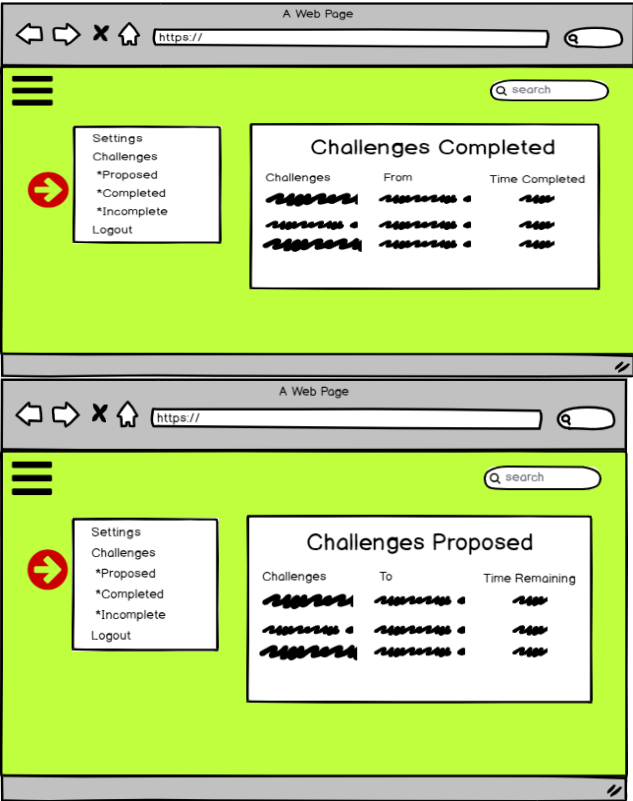 A Web Page
https://
search
Settings
Challenges
*Proposed
*Completed
*Incomplete
Logout
Challenges Completed
Challenges From Time Completed
A Web Page
https://
search
Settings
Challenges
*Proposed
*Completed
*Incomplete
Logout
Challenges Proposed
Challenges To Time Remaining